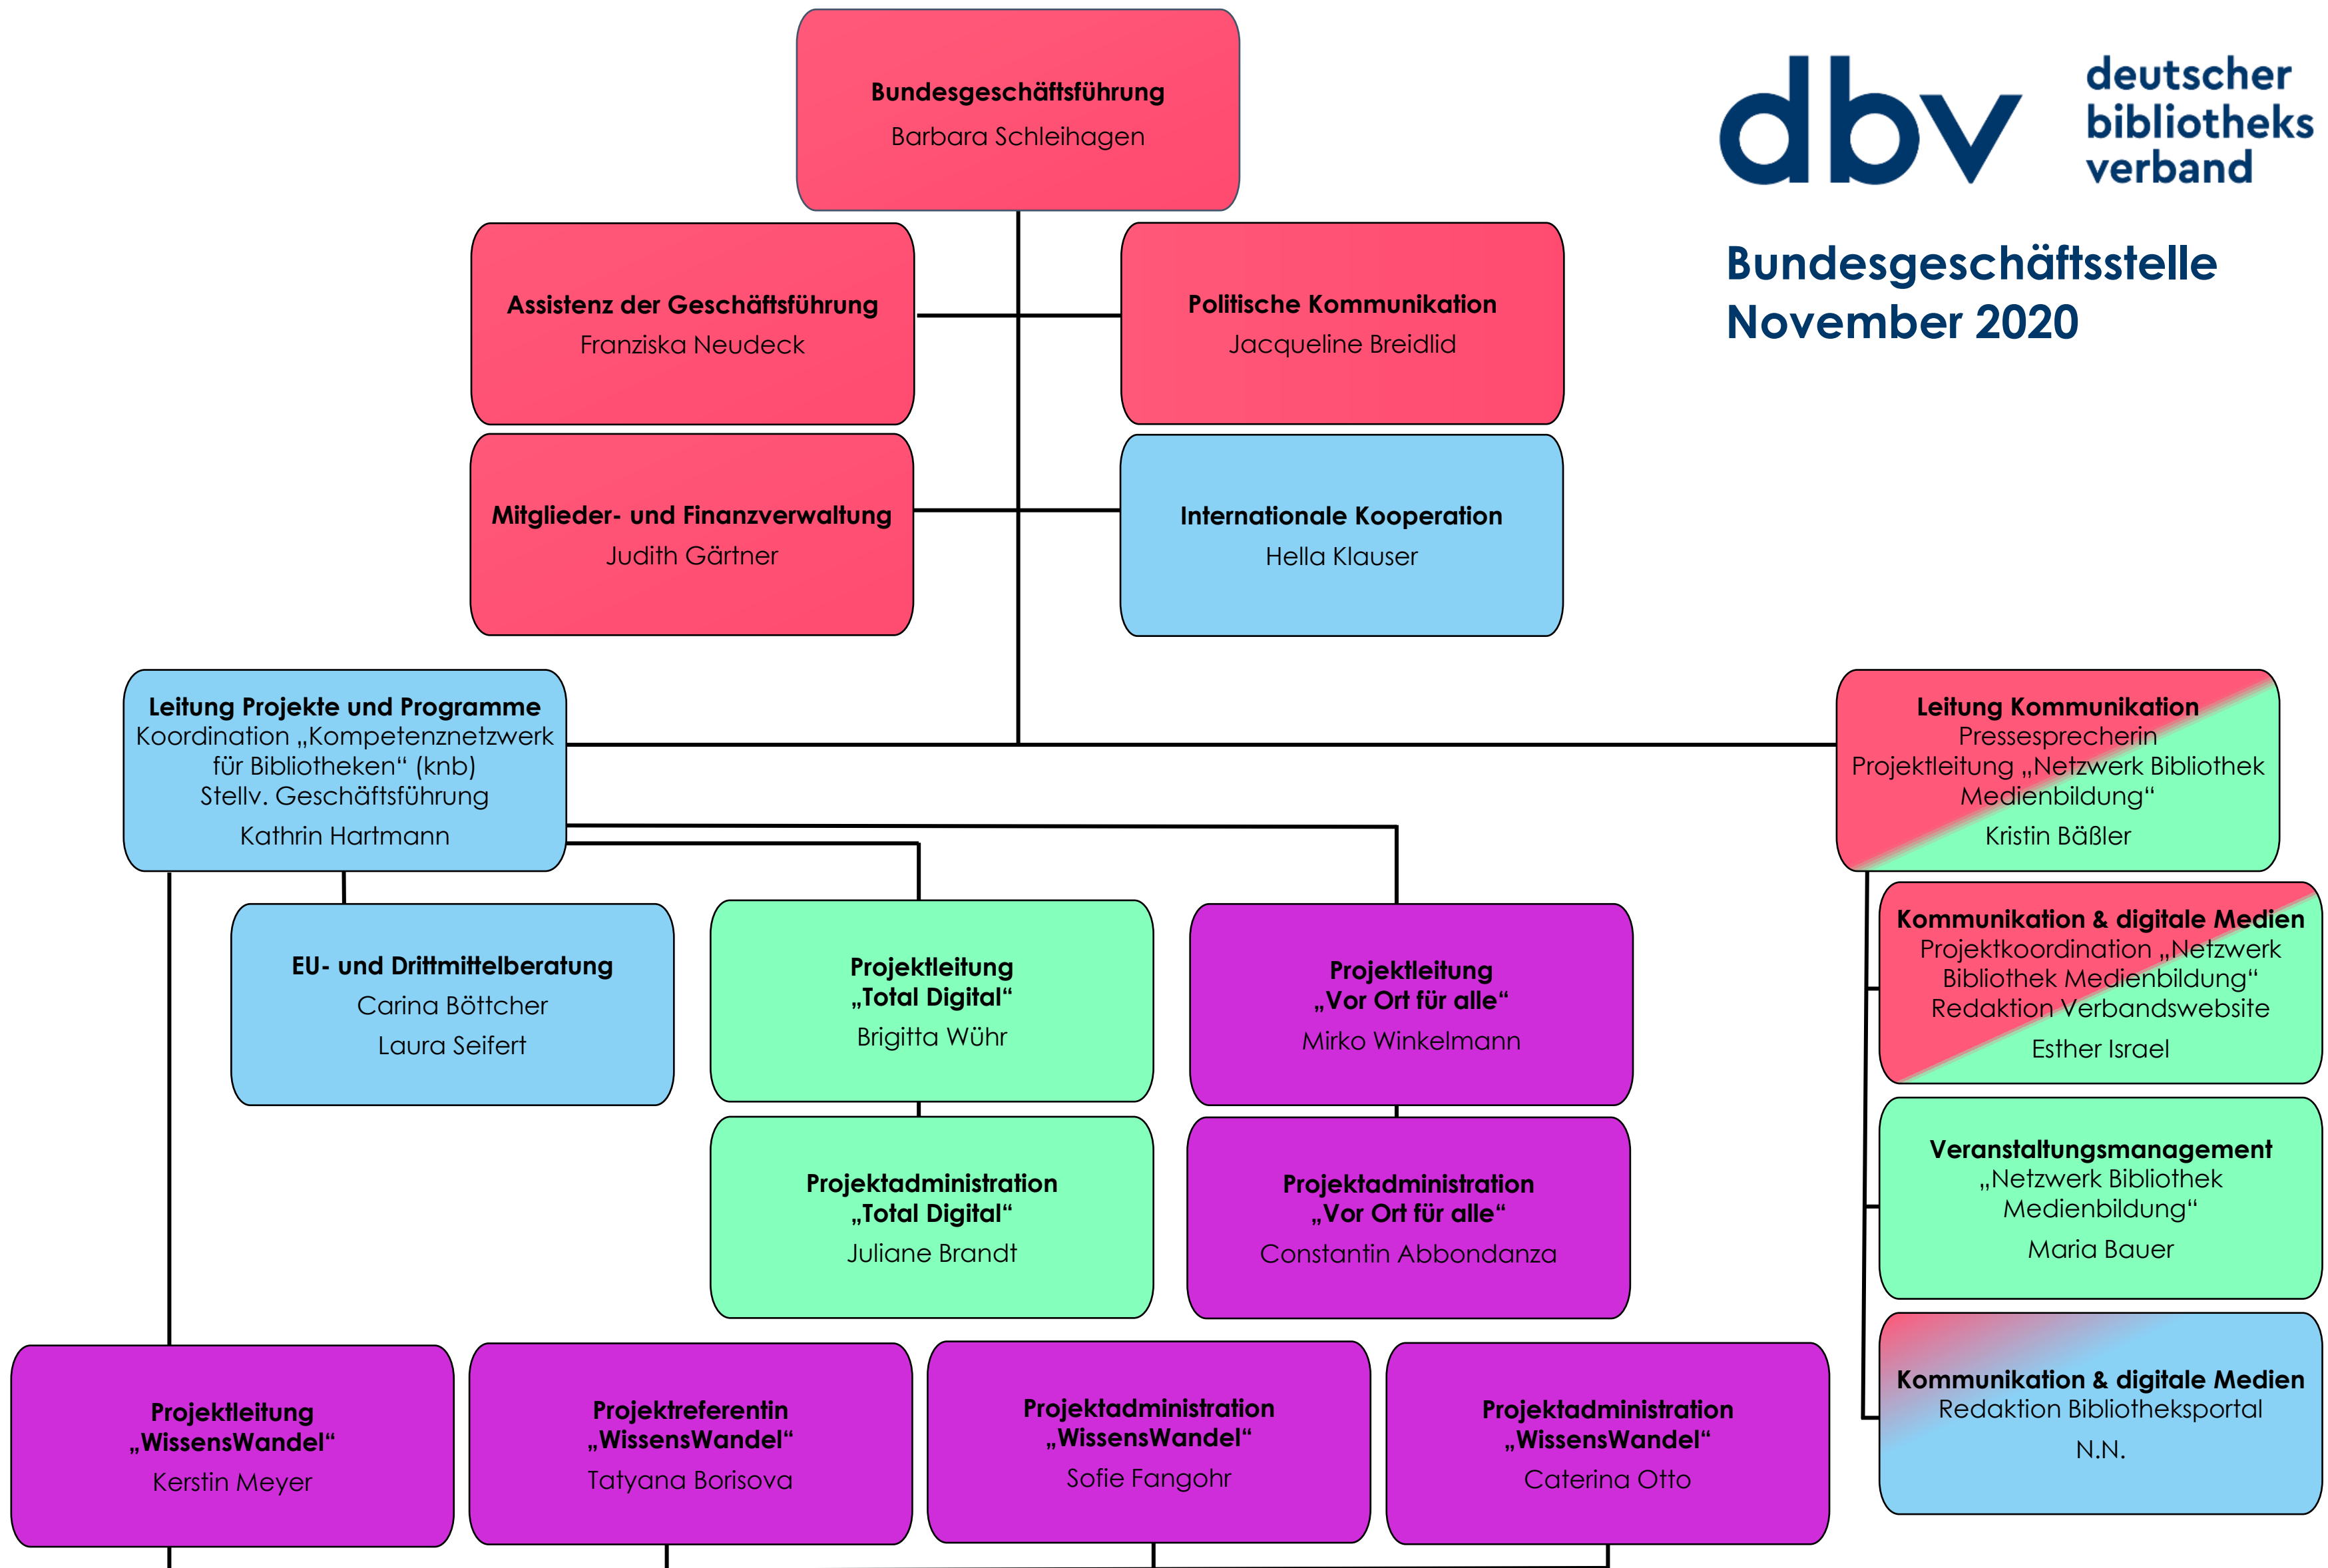 Bundesgeschäftsführung
Barbara Schleihagen
dbv
deutscher
bibliotheks
verband
Bundesgeschäftsstelle
November 2020
Assistenz der Geschäftsführung
Franziska Neudeck
Politische Kommunikation
Jacqueline Breidlid
Mitglieder- und Finanzverwaltung
Judith Gärtner
Internationale Kooperation
Hella Klauser
Leitung Projekte und Programme
Koordination „Kompetenznetzwerk
für Bibliotheken“ (knb)
Stellv. Geschäftsführung
Kathrin Hartmann
Leitung Kommunikation
Pressesprecherin
Projektleitung „Netzwerk Bibliothek
Medienbildung“
Kristin Bäßler
EU- und Drittmittelberatung
Carina Böttcher
Laura Seifert
Projektleitung
„Total Digital“
Brigitta Wühr
Projektleitung
„Vor Ort für alle“
Mirko Winkelmann
Kommunikation & digitale Medien
Projektkoordination „Netzwerk
Bibliothek Medienbildung“
Redaktion Verbandswebsite
Esther Israel
Projektadministration
„Total Digital“
Juliane Brandt
Projektadministration
„Vor Ort für alle“
Constantin Abbondanza
Veranstaltungsmanagement
„Netzwerk Bibliothek
Medienbildung“
Maria Bauer
Projektleitung
„WissensWandel“
Kerstin Meyer
Projektreferentin
„WissensWandel“
Tatyana Borisova
Projektadministration
„WissensWandel“
Sofie Fangohr
Projektadministration
„WissensWandel“
Caterina Otto
Kommunikation & digitale Medien
Redaktion Bibliotheksportal
N.N.